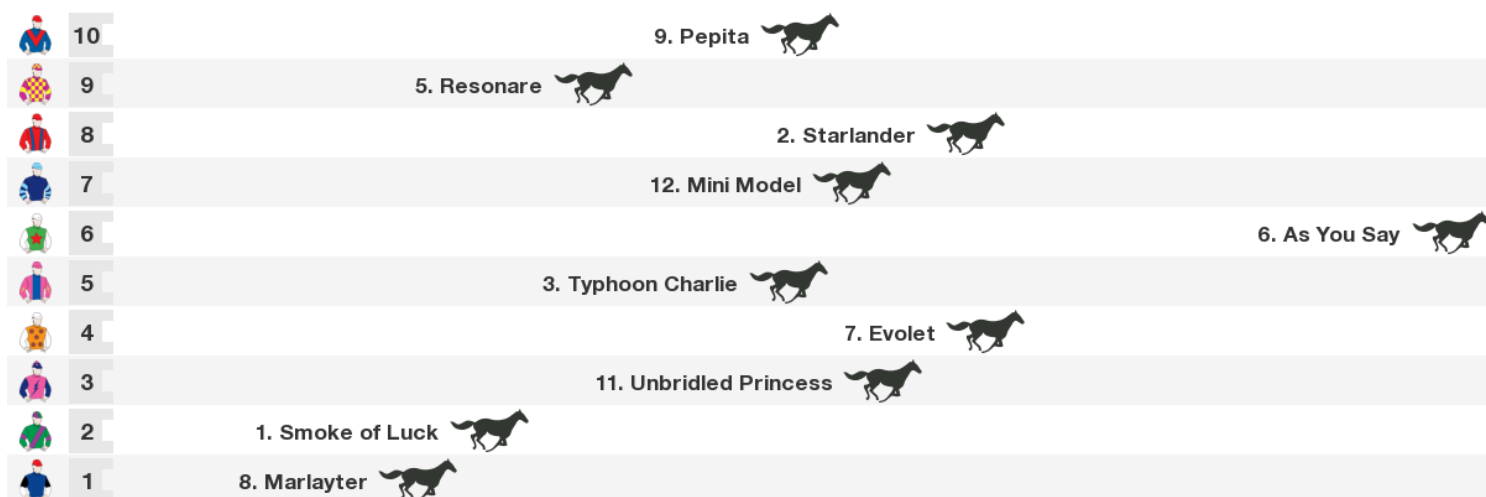 10 9. Pepita
9 5. Resonare
8 2. Starlander
7 12. Mini Model
6 6. As You Say
5 3. Typhoon Charlie
4 7. Evolet
3 11. Unbridled Princess
2 1. Smoke of Luck
1 8. Marlayter